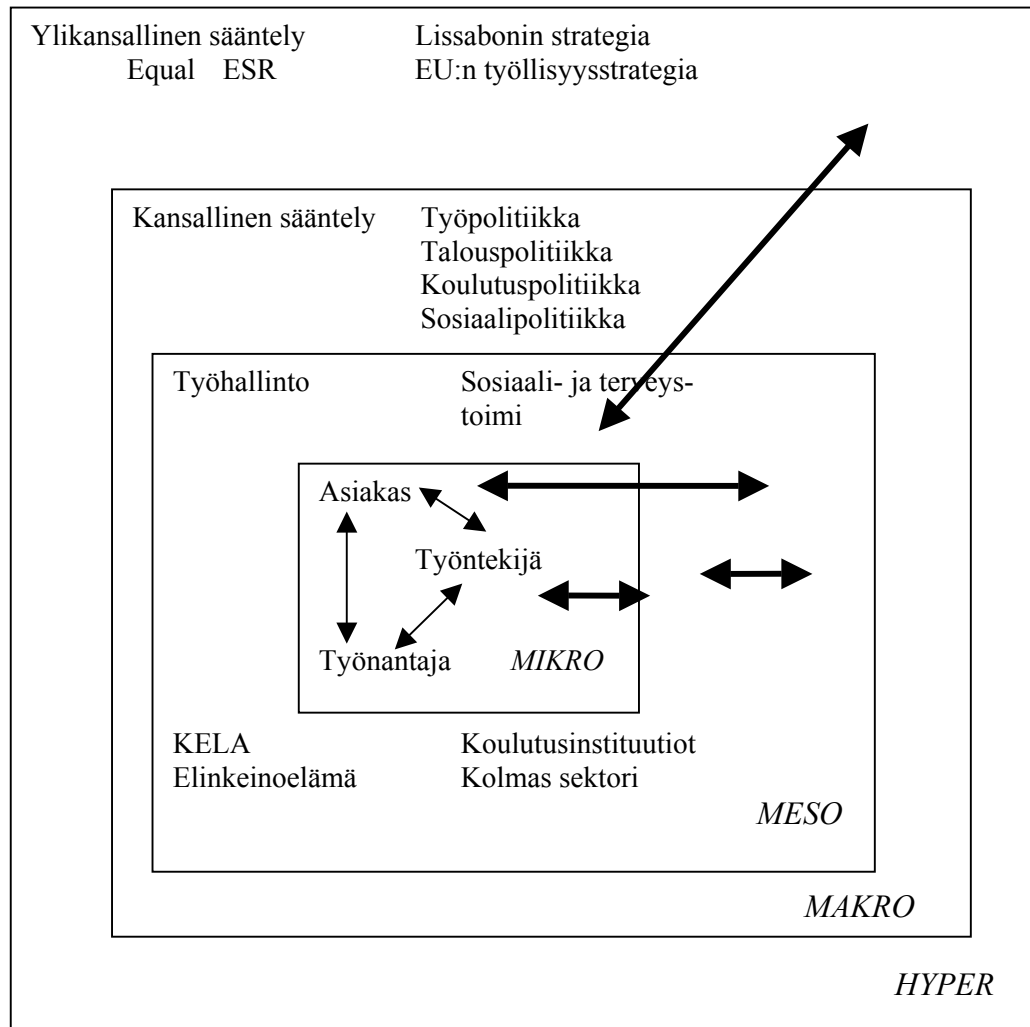 Ylikansallinen sääntely Lissabonin strategia
Equal ESR EU:n työllisyysstrategia
Kansallinen sääntely Työpolitiikka
Talouspolitiikka
Koulutuspolitiikka
Sosiaalipolitiikka
Työhallinto Sosiaali- ja terveys-
toimi
Asiakas
Työntekijä
Työnantaja MIKRO
KELA Koulutusinstituutiot
Elinkeinoelämä Kolmas sektori
MESO
MAKRO
HYPER